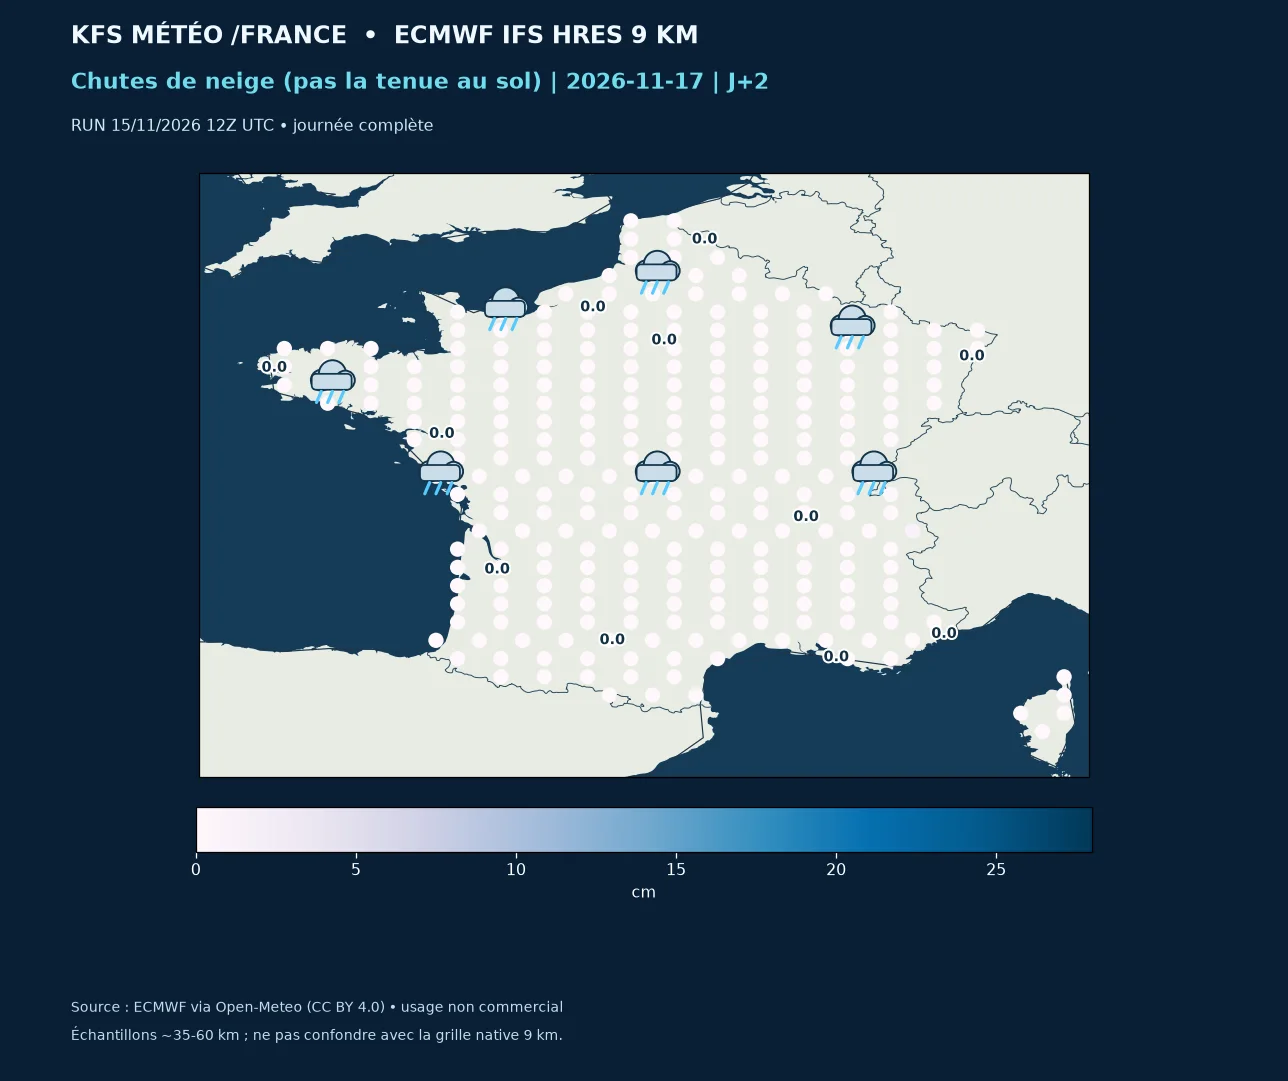 KFS MÉTÉO /FRANCE • ECMWF IFS HRES 9 KM
Chutes de neige (pas la tenue au sol) | 2026-11-17 | J+2
RUN 15/11/2026 12Z UTC • journée complète
0.0
0.0
0.0
0.0
0.0
0.0
0.0
0.0
0.0
0.0
0.0
0 5 10 15 20 25
cm
Source : ECMWF via Open-Meteo (CC BY 4.0) • usage non commercial
Échantillons ~35-60 km ; ne pas confondre avec la grille native 9 km.